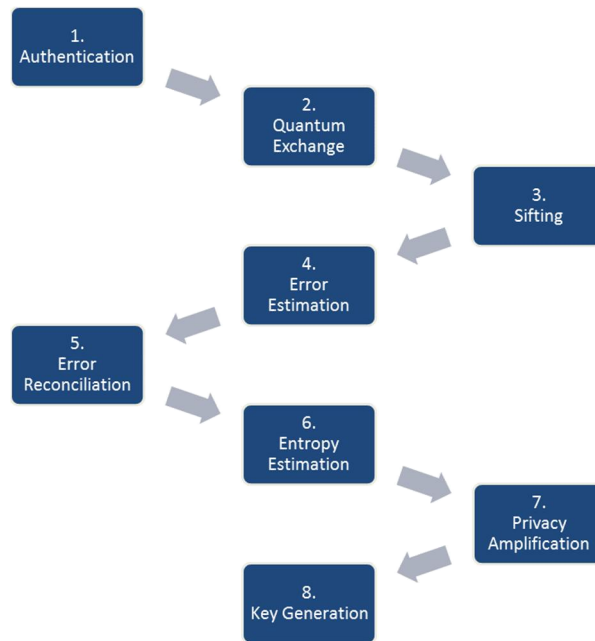 1.
Authentication
2.
Quantum
Exchange
3.
Sifting
4.
Error
Estimation
5.
Error
Reconciliation
6.
Entropy
Estimation
7.
Privacy
Amplification
8.
Key Generation